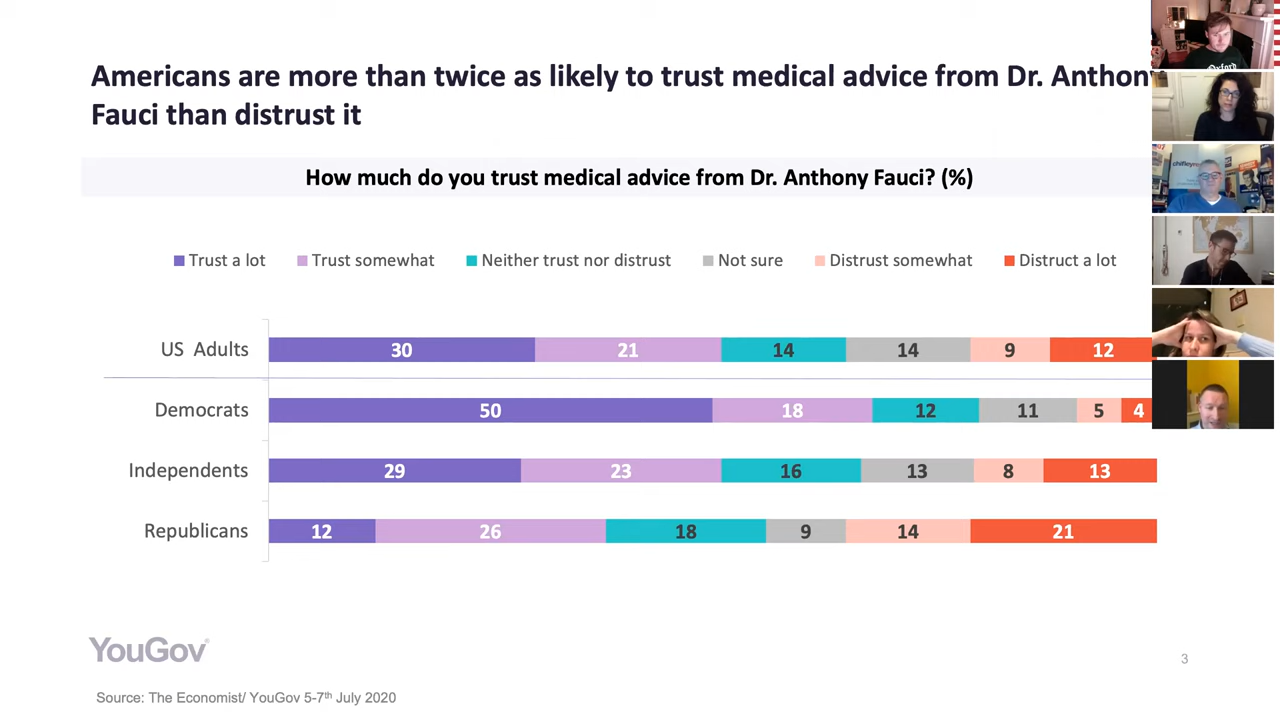 Americans are more than twice as likely to trust medical advice from Dr. Anthony
Fauci than distrust it
How much do you trust medical advice from Dr. Anthony Fauci? (%)
Trust a lot Trust somewhat Neither trust nor distrust Not sure Distrust somewhat Distruct a lot
US Adults 30 21 14 14 9 12
Democrats 50 18 12 11 5 4
Independents 29 23 16 13 8 13
Republicans 12 26 18 9 14 21
YouGov®
3
Source: The Economist/ YouGov 5-7th July 2020
Oxford
chifley